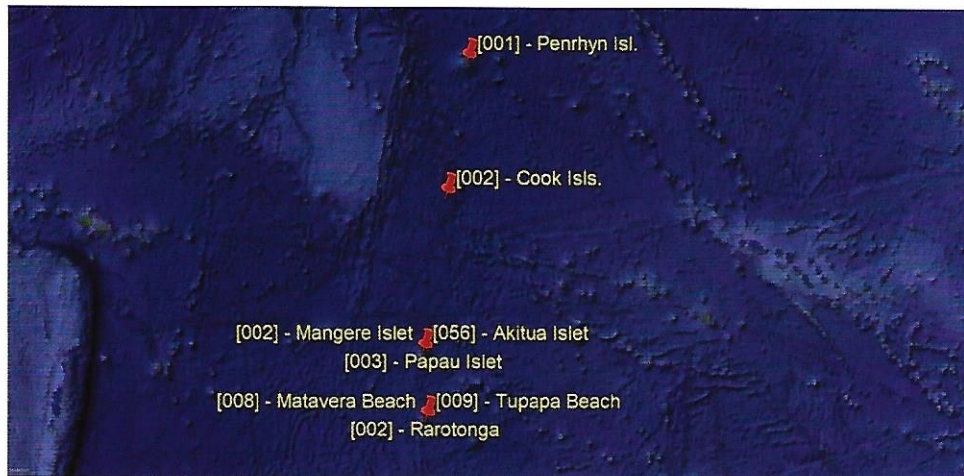 [001] - Penrhyn Isl.
[002] - Cook Isls.
[002] - Mangere Islet [056] - Akitua Islet
[003] - Papau Islet
[008] - Matavera Beach [009] - Tupapa Beach
[002] - Rarotonga